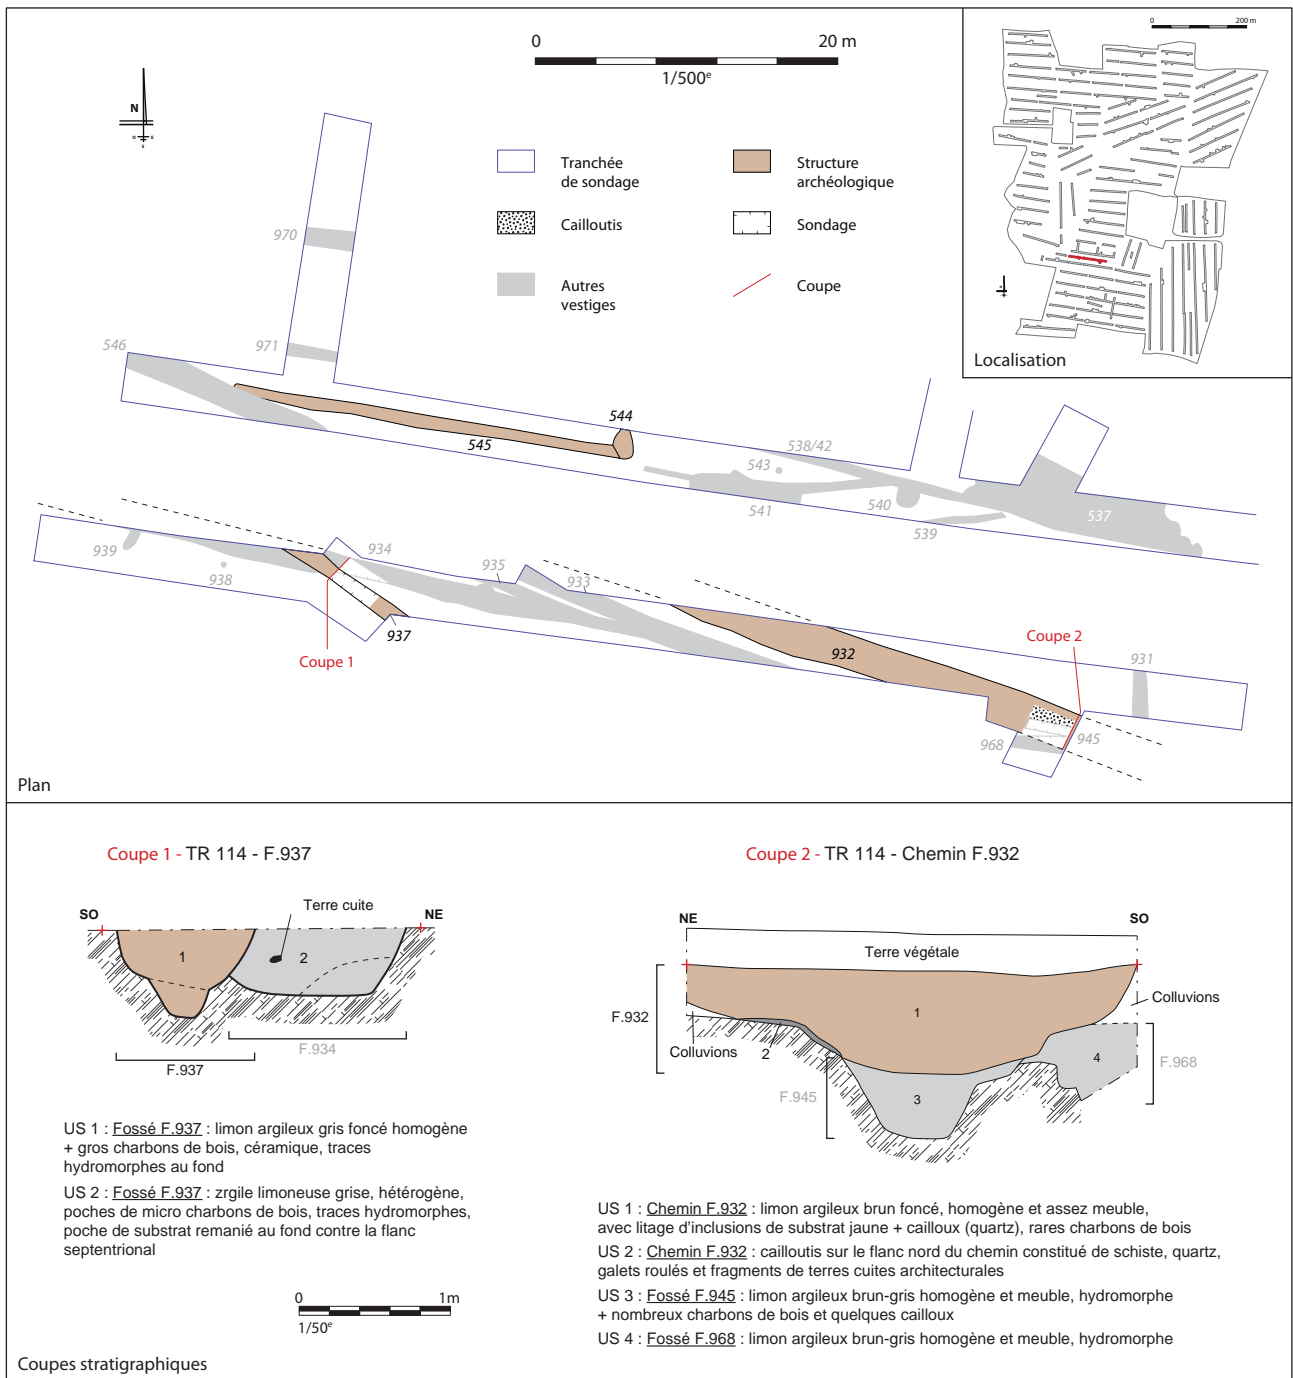 0 20 m
1/500e
0 200 m
N
O E
S
Tranchée
de sondage
Structure
archéologique
Cailloutis
Sondage
Autres
vestiges
Coupe
Localisation
970
971
546
544
545
538/42
543
541
540
539
537
939
938
934
935
933
937
Coupe 1
932
Coupe 2
931
968
945
Plan
Coupe 1 - TR 114 - F.937
Coupe 2 - TR 114 - Chemin F.932
SO
Terre cuite
NE
1
2
F.934
F.937
NE
SO
Terre végétale
F.932
1
Colluvions
Colluvions
2
4
F.968
F.945
3
US 1 : Fossé F.937 : limon argileux gris foncé homogène
+ gros charbons de bois, céramique, traces
hydromorphes au fond
US 2 : Fossé F.937 : zrgile limoneuse grise, hétérogène,
poches de micro charbons de bois, traces hydromorphes,
poche de substrat remanié au fond contre la flanc
septentrional
0 1m
1/50e
US 1 : Chemin F.932 : limon argileux brun foncé, homogène et assez meuble,
avec litage d'inclusions de substrat jaune + cailloux (quartz), rares charbons de bois
US 2 : Chemin F.932 : cailloutis sur le flanc nord du chemin constitué de schiste, quartz,
galets roulés et fragments de terres cuites architecturales
US 3 : Fossé F.945 : limon argileux brun-gris homogène et meuble, hydromorphe
+ nombreux charbons de bois et quelques cailloux
US 4 : Fossé F.968 : limon argileux brun-gris homogène et meuble, hydromorphe
Coupes stratigraphiques